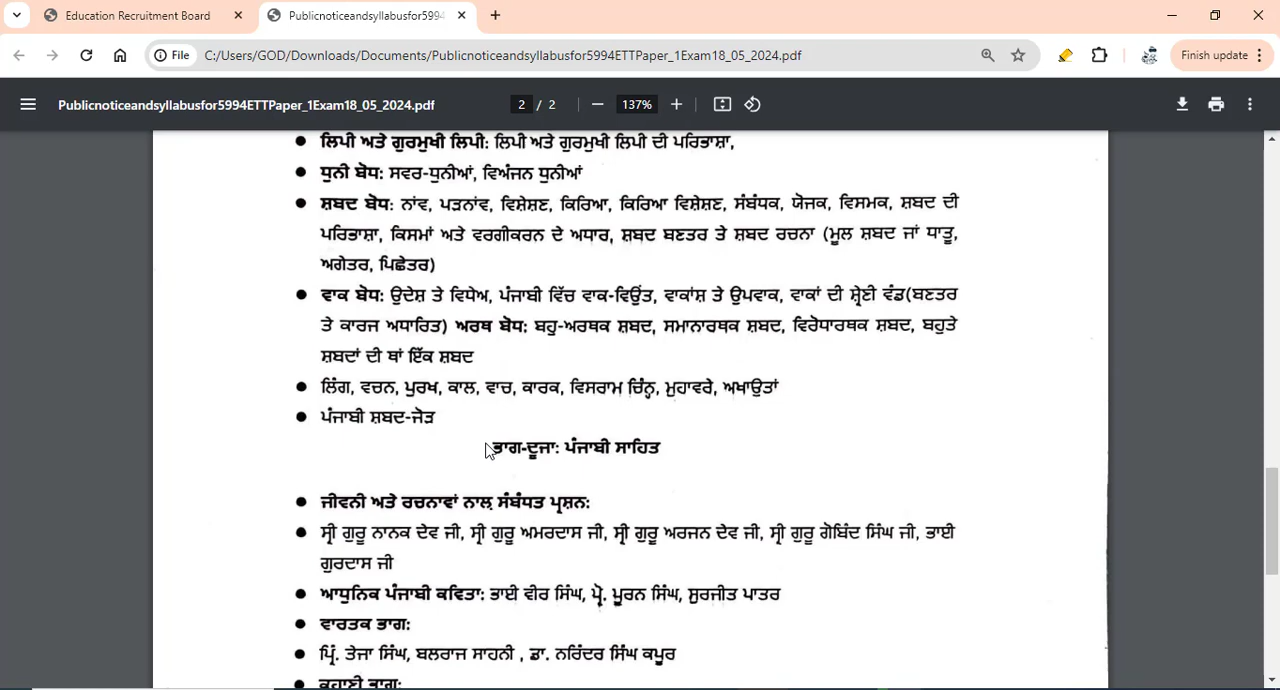 Education Recruitment Board
Publicnoticeandsyllabusfor5994
File C:/Users/GOD/Downloads/Documents/Publicnoticeandsyllabusfor5994ETTPaper_1Exam18_05_2024.pdf
Finish update
Publicnoticeandsyllabusfor5994ETTPaper_1Exam18_05_2024.pdf
2 / 2
137%
ਲਿਪੀ ਅਤੇ ਗੁਰਮੁਖੀ ਲਿਪੀ: ਲਿਪੀ ਅਤੇ ਗੁਰਮੁਖੀ ਲਿਪੀ ਦੀ ਪਰਿਭਾਸ਼ਾ,
ਧੁਨੀ ਬੋਧ: ਸਵਰ-ਧੁਨੀਆਂ, ਵਿਅੰਜਨ ਧੁਨੀਆਂ
ਸ਼ਬਦ ਬੋਧ: ਨਾਂਵ, ਪੜਨਾਂਵ, ਵਿਸ਼ੇਸ਼ਣ, ਕਿਰਿਆ, ਕਿਰਿਆ ਵਿਸ਼ੇਸ਼ਣ, ਸੰਬੰਧਕ, ਯੋਜਕ, ਵਿਸਮਕ, ਸ਼ਬਦ ਦੀ
ਪਰਿਭਾਸ਼ਾ, ਕਿਸਮਾਂ ਅਤੇ ਵਰਗੀਕਰਨ ਦੇ ਅਧਾਰ, ਸ਼ਬਦ ਬਣਤਰ ਤੇ ਸ਼ਬਦ ਰਚਨਾ (ਮੂਲ ਸ਼ਬਦ ਜਾਂ ਧਾਤੂ,
ਅਗੇਤਰ, ਪਿਛੇਤਰ)
ਵਾਕ ਬੋਧ: ਉਦੇਸ਼ ਤੇ ਵਿਧੇਅ, ਪੰਜਾਬੀ ਵਿੱਚ ਵਾਕ-ਵਿਉਂਤ, ਵਾਕਾਂਸ਼ ਤੇ ਉਪਵਾਕ, ਵਾਕਾਂ ਦੀ ਸ਼੍ਰੇਣੀ ਵੰਡ(ਬਣਤਰ
ਤੇ ਕਾਰਜ ਅਧਾਰਿਤ) ਅਰਥ ਬੋਧ: ਬਹੁ-ਅਰਥਕ ਸ਼ਬਦ, ਸਮਾਨਾਰਥਕ ਸ਼ਬਦ, ਵਿਰੋਧਾਰਥਕ ਸ਼ਬਦ, ਬਹੁਤੇ
ਸ਼ਬਦਾਂ ਦੀ ਥਾਂ ਇੱਕ ਸ਼ਬਦ
ਲਿੰਗ, ਵਚਨ, ਪੁਰਖ, ਕਾਲ, ਵਾਚ, ਕਾਰਕ, ਵਿਸਰਾਮ ਚਿੰਨ੍ਹ, ਮੁਹਾਵਰੇ, ਅਖਾਉਤਾਂ
ਪੰਜਾਬੀ ਸ਼ਬਦ-ਜੋੜ
ਭਾਗ-ਦੂਜਾ: ਪੰਜਾਬੀ ਸਾਹਿਤ
ਜੀਵਨੀ ਅਤੇ ਰਚਨਾਵਾਂ ਨਾਲ਼ ਸੰਬੰਧਤ ਪ੍ਰਸ਼ਨ:
ਸ੍ਰੀ ਗੁਰੂ ਨਾਨਕ ਦੇਵ ਜੀ, ਸ੍ਰੀ ਗੁਰੂ ਅਮਰਦਾਸ ਜੀ, ਸ੍ਰੀ ਗੁਰੂ ਅਰਜਨ ਦੇਵ ਜੀ, ਸ੍ਰੀ ਗੁਰੂ ਗੋਬਿੰਦ ਸਿੰਘ ਜੀ, ਭਾਈ
ਗੁਰਦਾਸ ਜੀ
ਆਧੁਨਿਕ ਪੰਜਾਬੀ ਕਵਿਤਾ: ਭਾਈ ਵੀਰ ਸਿੰਘ, ਪ੍ਰੋ. ਪੂਰਨ ਸਿੰਘ, ਸੁਰਜੀਤ ਪਾਤਰ
ਵਾਰਤਕ ਭਾਗ:
ਪ੍ਰਿੰ. ਤੇਜਾ ਸਿੰਘ, ਬਲਰਾਜ ਸਾਹਨੀ , ਡਾ. ਨਰਿੰਦਰ ਸਿੰਘ ਕਪੂਰ
ਕਹਾਣੀ ਭਾਗ: